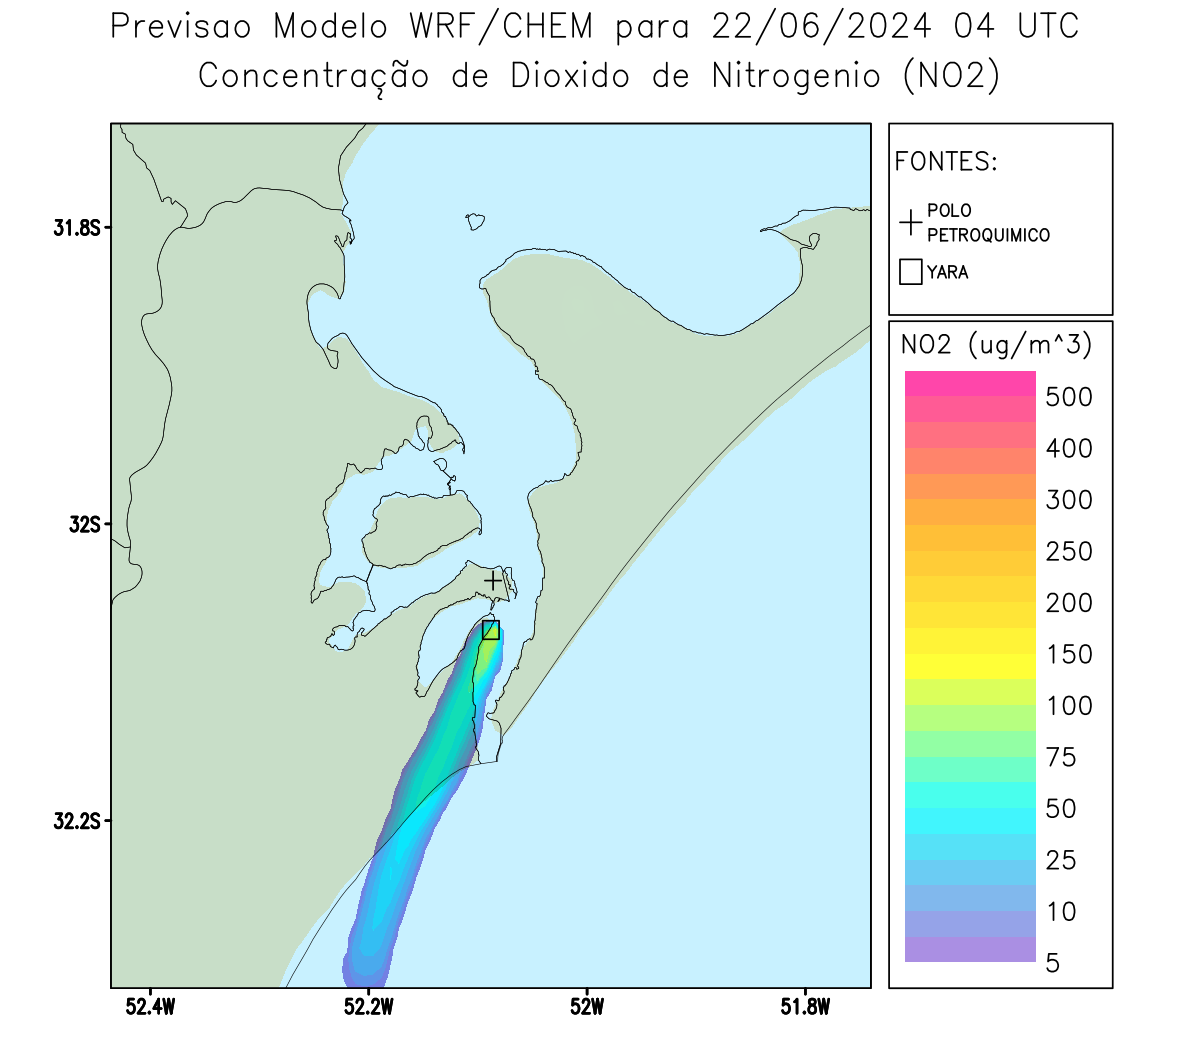 Previsao Modelo WRF/CHEM para 22/06/2024 04 UTC
Concentração de Dioxido de Nitrogenio (NO2)
FONTES:
POLO
PETROQUIMICO
YARA
NO2 (ug/m^3)
500
400
300
250
200
150
100
75
50
25
10
5
31.8S
32S
32.2S
52.4W 52.2W 52W 51.8W